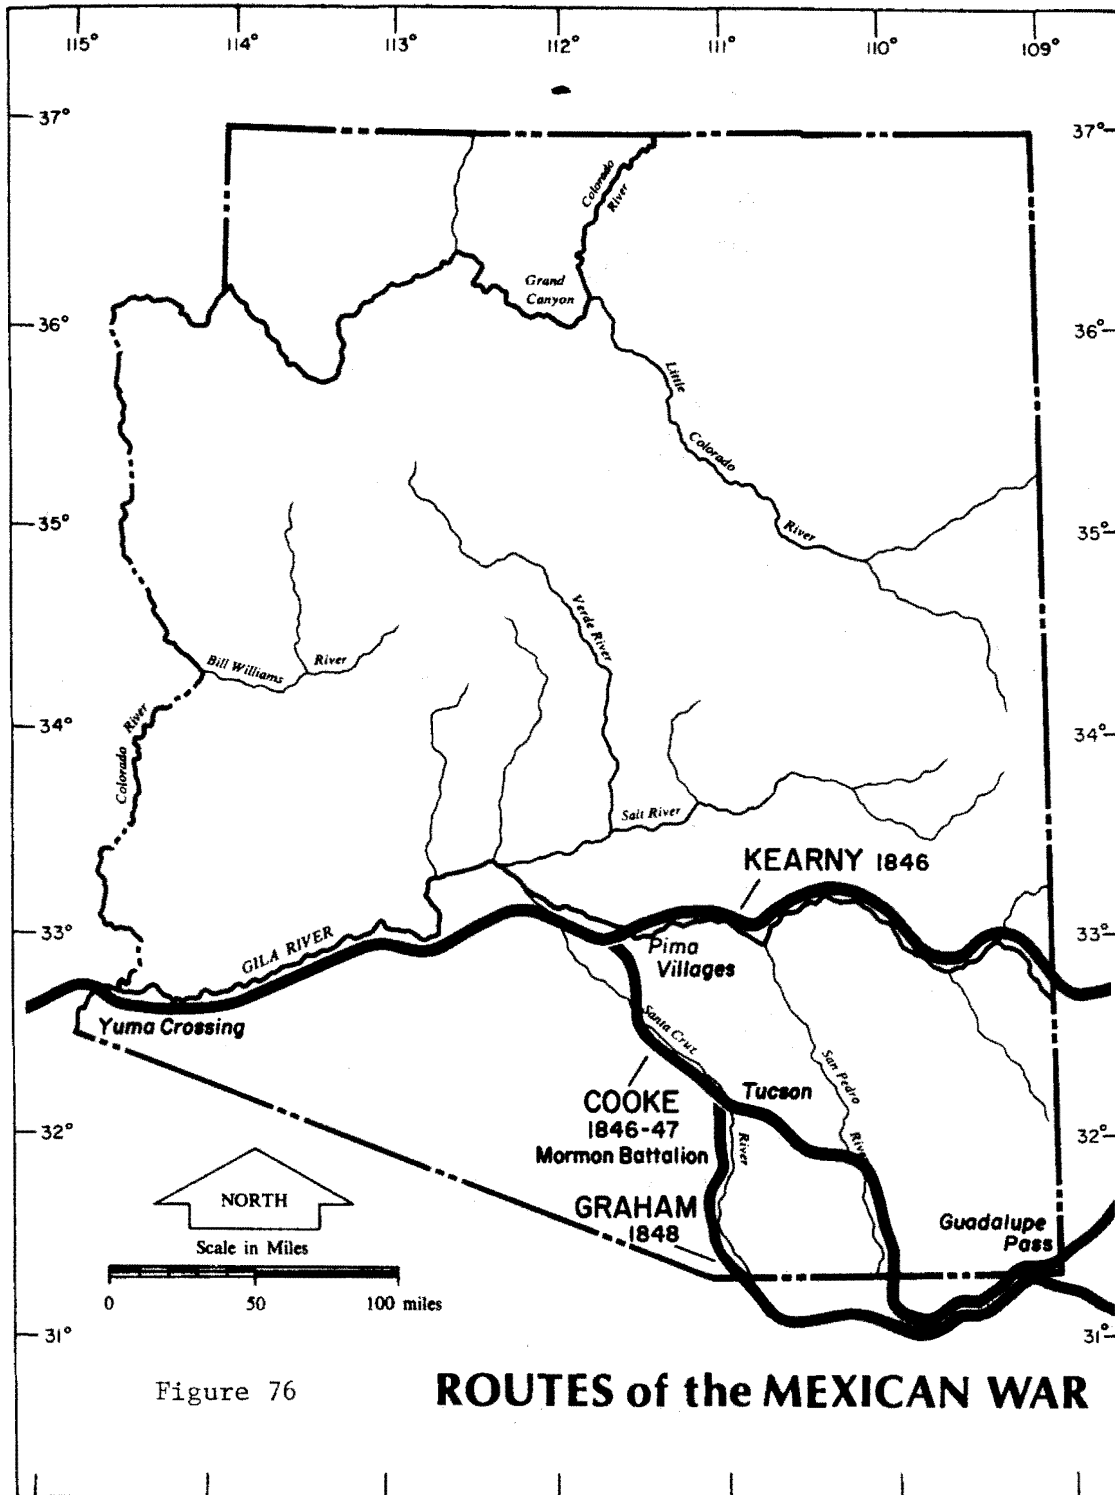 115° 114° 113° 112° 111° 110° 109°
37° 37°
Colorado
River
Grand
Canyon
36° 36°
Little
Colorado
River
35° 35°
Verde River
Bill Williams River
34° 34°
Colorado River
Salt River
KEARNY 1846
33° 33°
GILA RIVER
Pima
Villages
Yuma Crossing
Santa Cruz
River
San Pedro
River
Tucson
COOKE
1846-47
Mormon Battalion
32° 32°
GRAHAM
1848
Guadalupe
Pass
NORTH
Scale in Miles
0 50 100 miles
31° 31°
Figure 76
ROUTES of the MEXICAN WAR